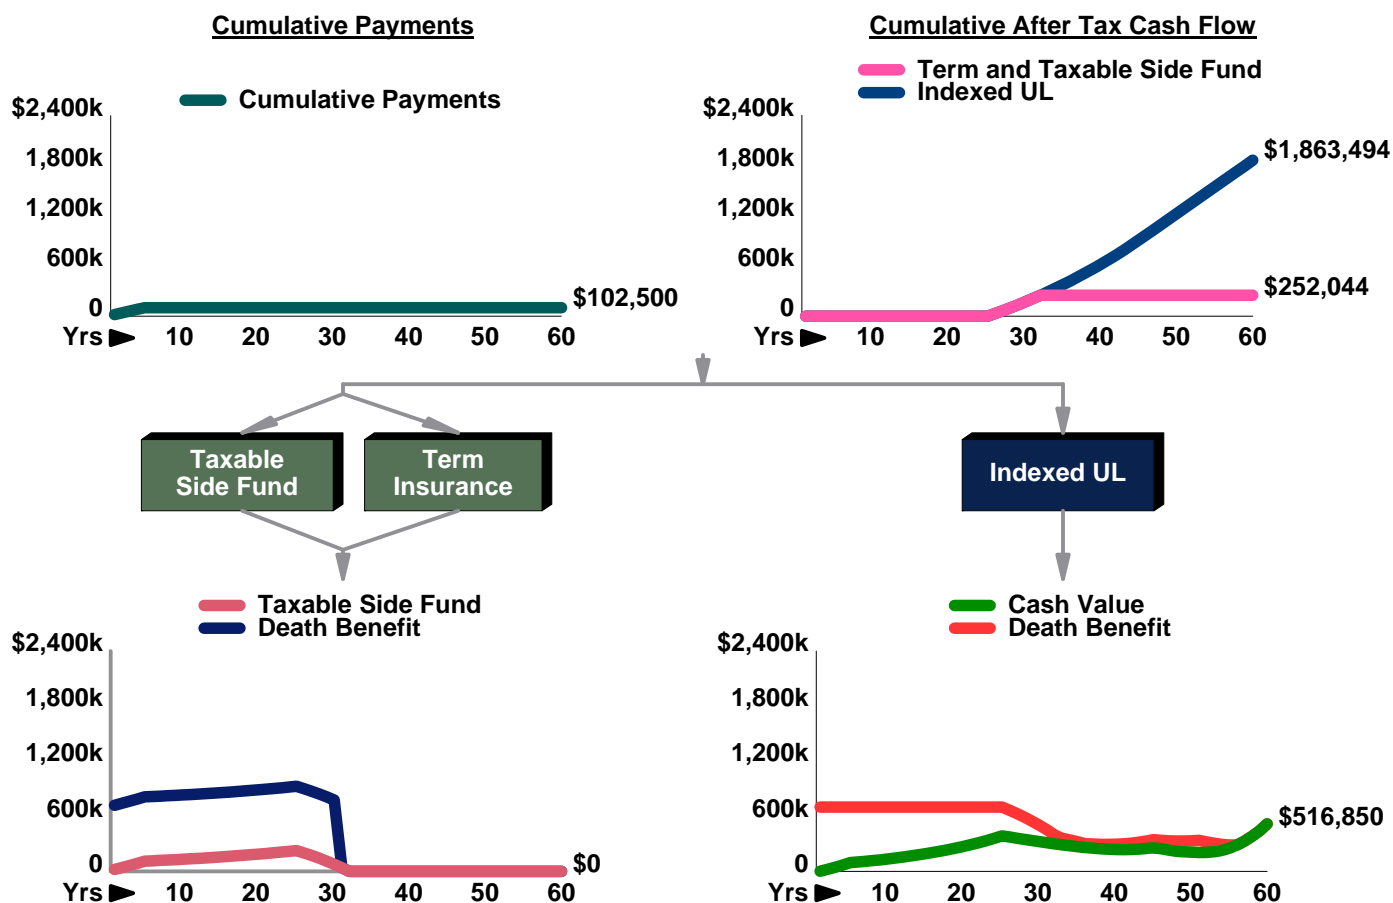 Cumulative Payments
Cumulative Payments
$2,400k
1,800k
1,200k
600k
0
$102,500
Yrs 10 20 30 40 50 60
Cumulative After Tax Cash Flow
Term and Taxable Side Fund
Indexed UL
$2,400k
1,800k
1,200k
600k
0
$1,863,494
$252,044
Yrs 10 20 30 40 50 60
Taxable
Side Fund
Term
Insurance
Indexed UL
Taxable Side Fund
Death Benefit
$2,400k
1,800k
1,200k
600k
0
$0
Yrs 10 20 30 40 50 60
Cash Value
Death Benefit
$2,400k
1,800k
1,200k
600k
0
$516,850
Yrs 10 20 30 40 50 60